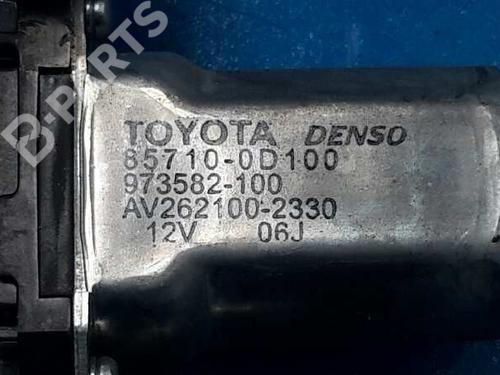 B-PARTS
TOYOTA DENSO
85710-0D100
973582-100
AV262100-2330
12V 06J